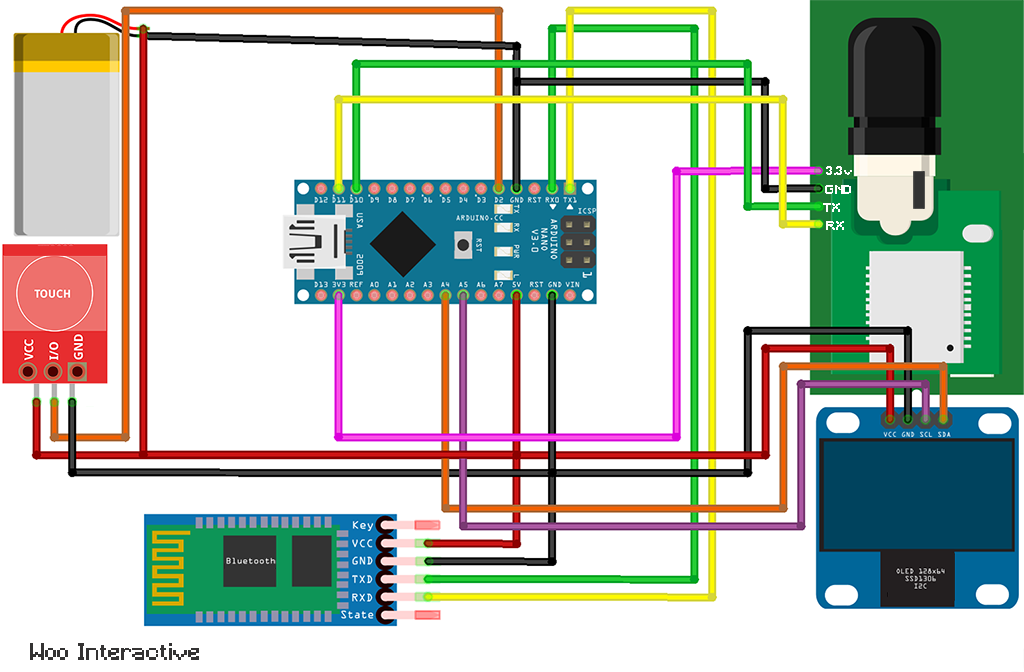 3.3v
GND
TX
RX
D12 D11 D10 D9 D8 D7 D6 D5 D4 D3 D2 GND RST RX0 TX1
ARDUINO.CC
TX
RX
PWR
L
RST
ICSP
1
ARDUINO
NANO
V3.0
USA
D13 3V3 REF A0 A1 A2 A3 A4 A5 A6 A7 5V RST GND VIN
TOUCH
VCC
I/O
GND
VCC GND SCL SDA
OLED 128x64
SSD1306
I2C
Bluetooth
Key
VCC
GND
TXD
RXD
State
Woo Interactive